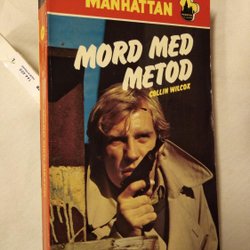 MANHATTAN
MORD MED
METOD
COLLIN WILCOX